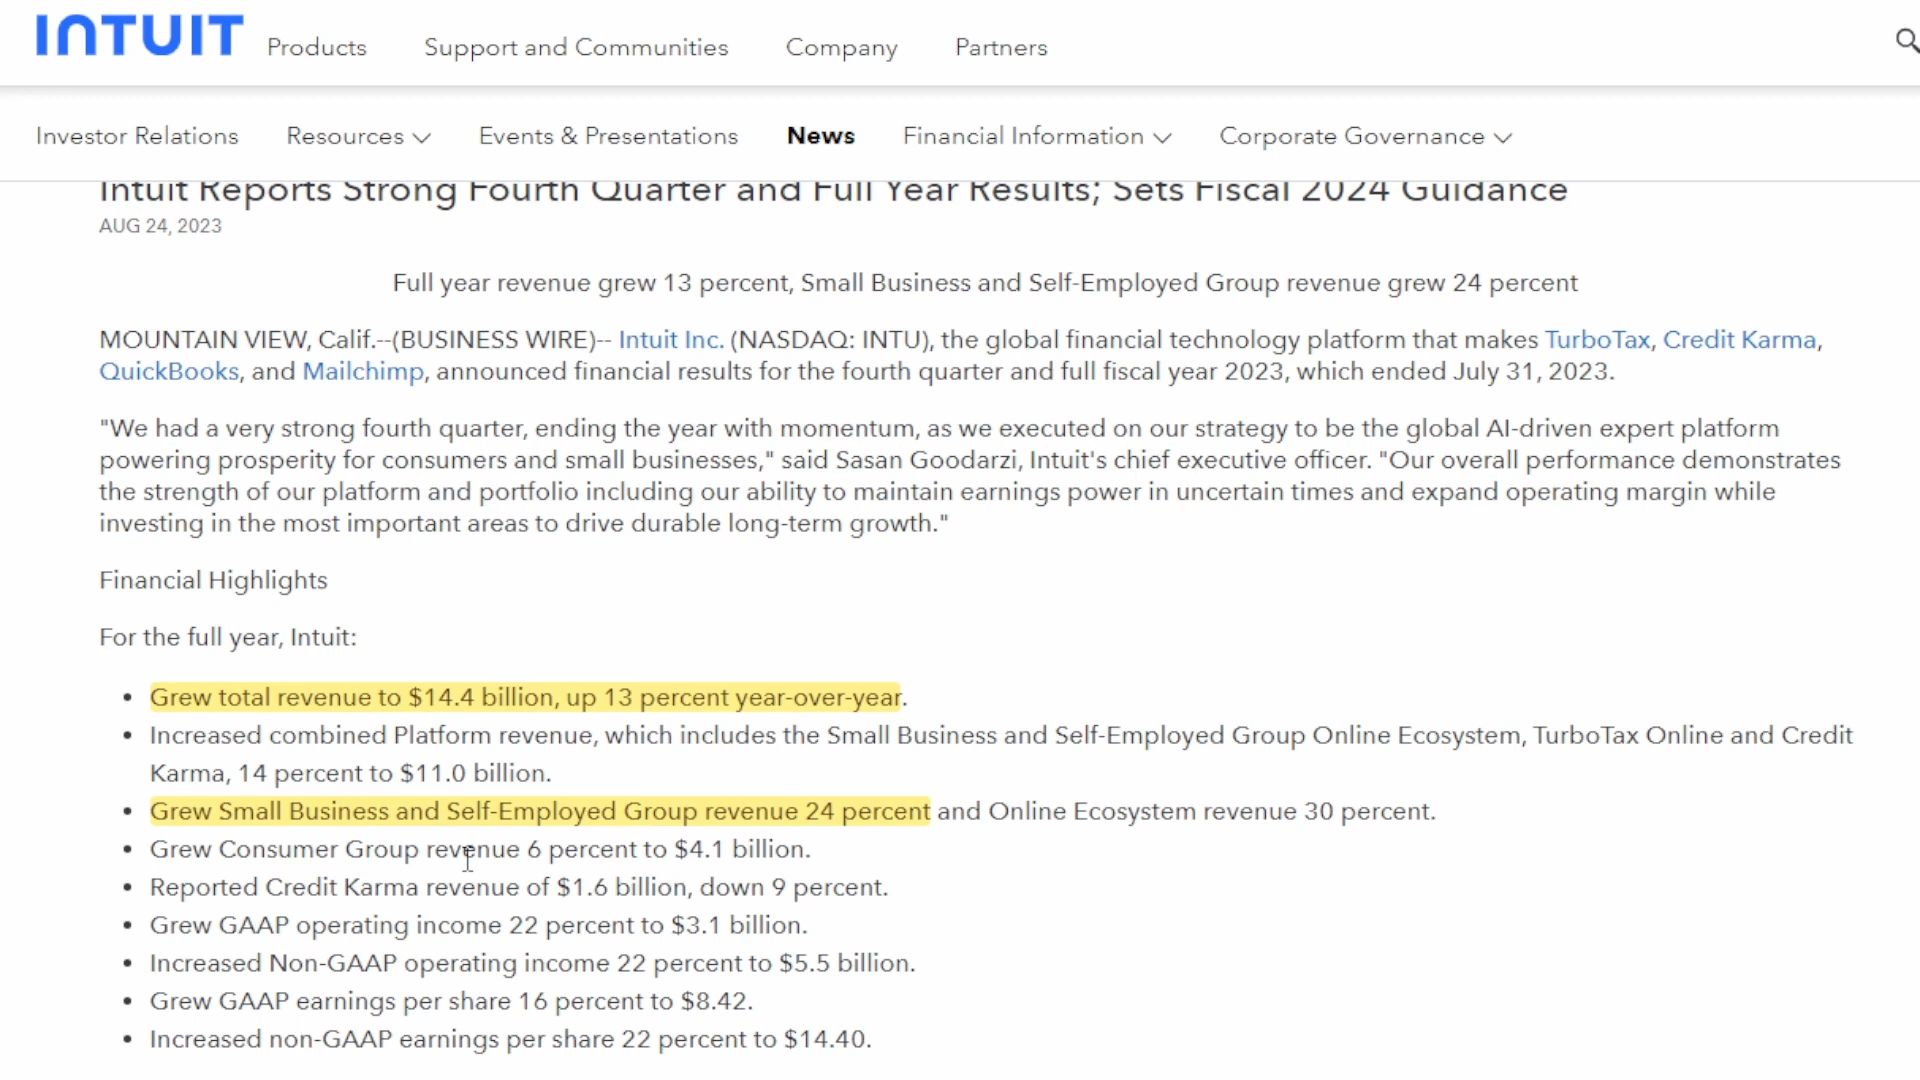 INTUIT Products Support and Communities Company Partners
Investor Relations Resources Events & Presentations News Financial Information Corporate Governance
Intuit Reports Strong Fourth Quarter and Full Year Results; Sets Fiscal 2024 Guidance
AUG 24, 2023
Full year revenue grew 13 percent, Small Business and Self-Employed Group revenue grew 24 percent
MOUNTAIN VIEW, Calif.--(BUSINESS WIRE)-- Intuit Inc. (NASDAQ: INTU), the global financial technology platform that makes TurboTax, Credit Karma,
QuickBooks, and Mailchimp, announced financial results for the fourth quarter and full fiscal year 2023, which ended July 31, 2023.
"We had a very strong fourth quarter, ending the year with momentum, as we executed on our strategy to be the global AI-driven expert platform
powering prosperity for consumers and small businesses," said Sasan Goodarzi, Intuit's chief executive officer. "Our overall performance demonstrates
the strength of our platform and portfolio including our ability to maintain earnings power in uncertain times and expand operating margin while
investing in the most important areas to drive durable long-term growth."
Financial Highlights
For the full year, Intuit:
• Grew total revenue to $14.4 billion, up 13 percent year-over-year.
• Increased combined Platform revenue, which includes the Small Business and Self-Employed Group Online Ecosystem, TurboTax Online and Credit
Karma, 14 percent to $11.0 billion.
• Grew Small Business and Self-Employed Group revenue 24 percent and Online Ecosystem revenue 30 percent.
• Grew Consumer Group revenue 6 percent to $4.1 billion.
• Reported Credit Karma revenue of $1.6 billion, down 9 percent.
• Grew GAAP operating income 22 percent to $3.1 billion.
• Increased Non-GAAP operating income 22 percent to $5.5 billion.
• Grew GAAP earnings per share 16 percent to $8.42.
• Increased non-GAAP earnings per share 22 percent to $14.40.